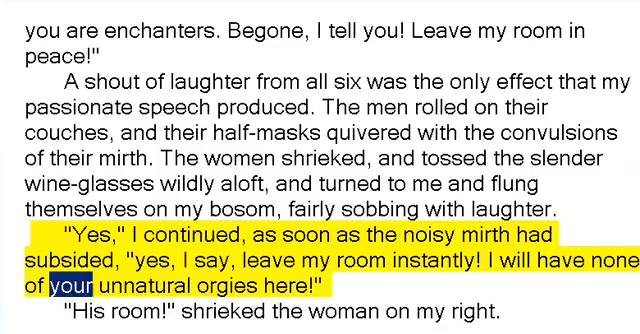 you are enchanters. Begone, I tell you! Leave my room in
peace!"
A shout of laughter from all six was the only effect that my
passionate speech produced. The men rolled on their
couches, and their half-masks quivered with the convulsions
of their mirth. The women shrieked, and tossed the slender
wine-glasses wildly aloft, and turned to me and flung
themselves on my bosom, fairly sobbing with laughter.
"Yes," I continued, as soon as the noisy mirth had
subsided, "yes, I say, leave my room instantly! I will have none
of your unnatural orgies here!"
"His room!" shrieked the woman on my right.